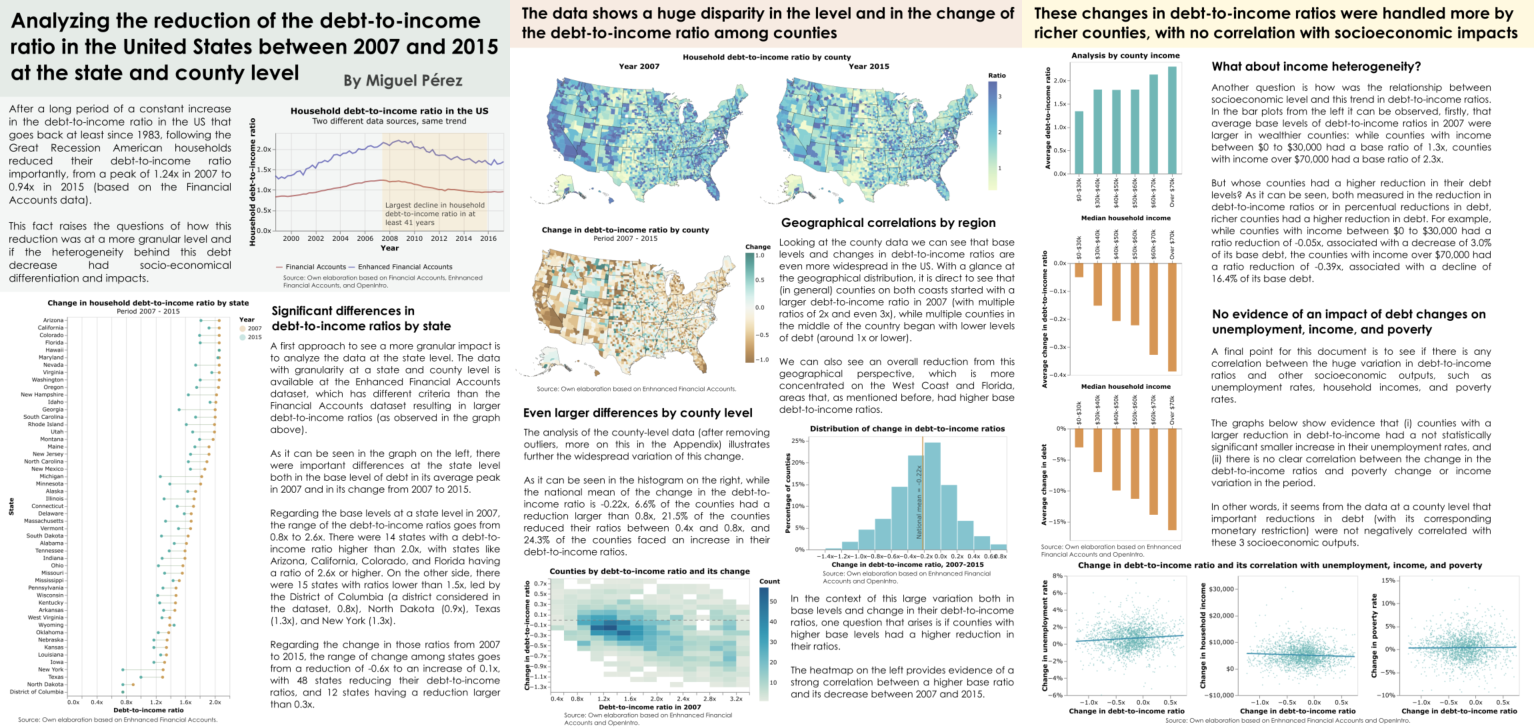 Analyzing the reduction of the debt-to-income
ratio in the United States between 2007 and 2015
at the state and county level
By Miguel Pérez
After a long period of a constant increase
in the debt-to-income ratio in the US that
goes back at least since 1983, following the
Great Recession American households
reduced their debt-to-income ratio
importantly, from a peak of 1.24x in 2007 to
0.94x in 2015 (based on the Financial
Accounts data).
This fact raises the questions of how this
reduction was at a more granular level and
if the heterogeneity behind this debt
decrease had socio-economical
differentiation and impacts.
Household debt-to-income ratio in the US
Two different data sources, same trend
Household debt-to-income ratio
2.0x
1.5x
1.0x
0.5x
0.0x
Largest decline in household
debt-to-income ratio in at
least 41 years
2000 2002 2004 2006 2008 2010 2012 2014 2016
Year
Financial Accounts Enhanced Financial Accounts
Source: Own elaboration based on Financial Accounts, Enhnanced
Financial Accounts, and OpenIntro.
Change in household debt-to-income ratio by state
Period 2007 - 2015
Year
2007
2015
State
Arizona
California
Colorado
Florida
Hawaii
Maryland
Nevada
Virginia
Washington
Oregon
New Hampshire
Idaho
Georgia
South Carolina
Rhode Island
Utah
Montana
Maine
New Jersey
North Carolina
New Mexico
Michigan
Minnesota
Alaska
Illinois
Connecticut
Delaware
Massachusetts
Vermont
South Dakota
Alabama
Tennessee
Indiana
Ohio
Missouri
Mississippi
Pennsylvania
Wisconsin
Kentucky
Arkansas
West Virginia
Wyoming
Oklahoma
Nebraska
Kansas
Louisiana
Iowa
New York
Texas
North Dakota
District of Columbia
0.0x 0.4x 0.8x 1.2x 1.6x 2.0x
Debt-to-income ratio
Source: Own elaboration based on Enhnanced Financial Accounts.
Significant differences in
debt-to-income ratios by state
A first approach to see a more granular impact is
to analyze the data at the state level. The data
with granularity at a state and county level is
available at the Enhanced Financial Accounts
dataset, which has different criteria than the
Financial Accounts dataset resulting in larger
debt-to-income ratios (as observed in the graph
above).
As it can be seen in the graph on the left, there
were important differences at the state level
both in the base level of debt in its average peak
in 2007 and in its change from 2007 to 2015.
Regarding the base levels at a state level in 2007,
the range of the debt-to-income ratios goes from
0.8x to 2.6x. There were 14 states with a debt-to-
income ratio higher than 2.0x, with states like
Arizona, California, Colorado, and Florida having
a ratio of 2.6x or higher. On the other side, there
were 15 states with ratios lower than 1.5x, led by
the District of Columbia (a district considered in
the dataset, 0.8x), North Dakota (0.9x), Texas
(1.3x), and New York (1.3x).
Regarding the change in those ratios from 2007
to 2015, the range of change among states goes
from a reduction of -0.6x to an increase of 0.1x,
with 48 states reducing their debt-to-income
ratios, and 12 states having a reduction larger
than 0.3x.
The data shows a huge disparity in the level and in the change of
the debt-to-income ratio among counties
Household debt-to-income ratio by county
Year 2007
Year 2015
Ratio
3
2
1
Change in debt-to-income ratio by county
Period 2007 - 2015
Change
1.0
0.5
0.0
−0.5
−1.0
Source: Own elaboration based on Enhnanced Financial Accounts.
Geographical correlations by region
Looking at the county data we can see that base
levels and changes in debt-to-income ratios are
even more widespread in the US. With a glance at
the geographical distribution, it is direct to see that
(in general) counties on both coasts started with a
larger debt-to-income ratio in 2007 (with multiple
ratios of 2x and even 3x), while multiple counties in
the middle of the country began with lower levels
of debt (around 1x or lower).
We can also see an overall reduction from this
geographical perspective, which is more
concentrated on the West Coast and Florida,
areas that, as mentioned before, had higher base
debt-to-income ratios.
Even larger differences by county level
The analysis of the county-level data (after removing
outliers, more on this in the Appendix) illustrates
further the widespread variation of this change.
As it can be seen in the histogram on the right, while
the national mean of the change in the debt-to-
income ratio is -0.22x, 6.6% of the counties had a
reduction larger than 0.8x, 21.5% of the counties
reduced their ratios between 0.4x and 0.8x, and
24.3% of the counties faced an increase in their
debt-to-income ratios.
Distribution of change in debt-to-income ratios
Percentage of counties
25%
20%
15%
10%
5%
0%
National mean = -0.22x
−1.4x−1.2x−1.0x−0.8x−0.6x−0.4x−0.2x 0.0x 0.2x 0.4x 0.6x0.8x
Change in debt-to-income ratio, 2007-2015
Source: Own elaboration based on Enhnanced Financial
Accounts and OpenIntro.
Counties by debt-to-income ratio and its change
Change in debt-to-income ratio
0.7x
0.5x
0.3x
0.1x
−0.1x
−0.3x
−0.5x
−0.7x
−0.9x
−1.1x
−1.3x
0.4x 0.8x 1.2x 1.6x 2.0x 2.4x 2.8x 3.2x
Debt-to-income ratio in 2007
Count
50
40
30
20
10
Source: Own elaboration based on Enhnanced Financial
Accounts and OpenIntro.
In the context of this large variation both in
base levels and change in their debt-to-income
ratios, one question that arises is if counties with
higher base levels had a higher reduction in
their ratios.
The heatmap on the left provides evidence of a
strong correlation between a higher base ratio
and its decrease between 2007 and 2015.
These changes in debt-to-income ratios were handled more by
richer counties, with no correlation with socioeconomic impacts
Analysis by county income
Average debt-to-income ratio
2.0x
1.5x
1.0x
0.5x
0.0x
$0-$30k
$30k-$40k
$40k-$50k
$50k-$60k
$60k-$70k
Over $70k
Median household income
$0-$30k
$30k-$40k
$40k-$50k
$50k-$60k
$60k-$70k
Over $70k
Average change in debt-to-income ratio
0.0x
−0.1x
−0.2x
−0.3x
−0.4x
Median household income
$0-$30k
$30k-$40k
$40k-$50k
$50k-$60k
$60k-$70k
Over $70k
Average change in debt
0%
−5%
−10%
−15%
Source: Own elaboration based on Enhnanced
Financial Accounts and OpenIntro.
What about income heterogeneity?
Another question is how was the relationship between
socioeconomic level and this trend in debt-to-income ratios.
In the bar plots from the left it can be observed, firstly, that
average base levels of debt-to-income ratios in 2007 were
larger in wealthier counties: while counties with income
between $0 to $30,000 had a base ratio of 1.3x, counties
with income over $70,000 had a base ratio of 2.3x.
But whose counties had a higher reduction in their debt
levels? As it can be seen, both measured in the reduction in
debt-to-income ratios or in percentual reductions in debt,
richer counties had a higher reduction in debt. For example,
while counties with income between $0 to $30,000 had a
ratio reduction of -0.05x, associated with a decrease of 3.0%
of its base debt, the counties with income over $70,000 had
a ratio reduction of -0.39x, associated with a decline of
16.4% of its base debt.
No evidence of an impact of debt changes on
unemployment, income, and poverty
A final point for this document is to see if there is any
correlation between the huge variation in debt-to-income
ratios and other socioeconomic outputs, such as
unemployment rates, household incomes, and poverty
rates.
The graphs below show evidence that (i) counties with a
larger reduction in debt-to-income had a not statistically
significant smaller increase in their unemployment rates, and
(ii) there is no clear correlation between the change in the
debt-to-income ratios and poverty change or income
variation in the period.
In other words, it seems from the data at a county level that
important reductions in debt (with its corresponding
monetary restriction) were not negatively correlated with
these 3 socioeconomic outputs.
Change in debt-to-income ratio and its correlation with unemployment, income, and poverty
Change in unemployment rate
8%
6%
4%
2%
0%
−2%
−4%
−6%
−1.0x −0.5x 0.0x 0.5x
Change in debt-to-income ratio
Change in household income
$30,000
$20,000
$10,000
$0
−$10,000
−1.0x −0.5x 0.0x 0.5x
Change in debt-to-income ratio
Change in poverty rate
15%
10%
5%
0%
−5%
−10%
−1.0x −0.5x 0.0x 0.5x
Change in debt-to-income ratio
Source: Own elaboration based on Enhnanced Financial Accounts and OpenIntro.